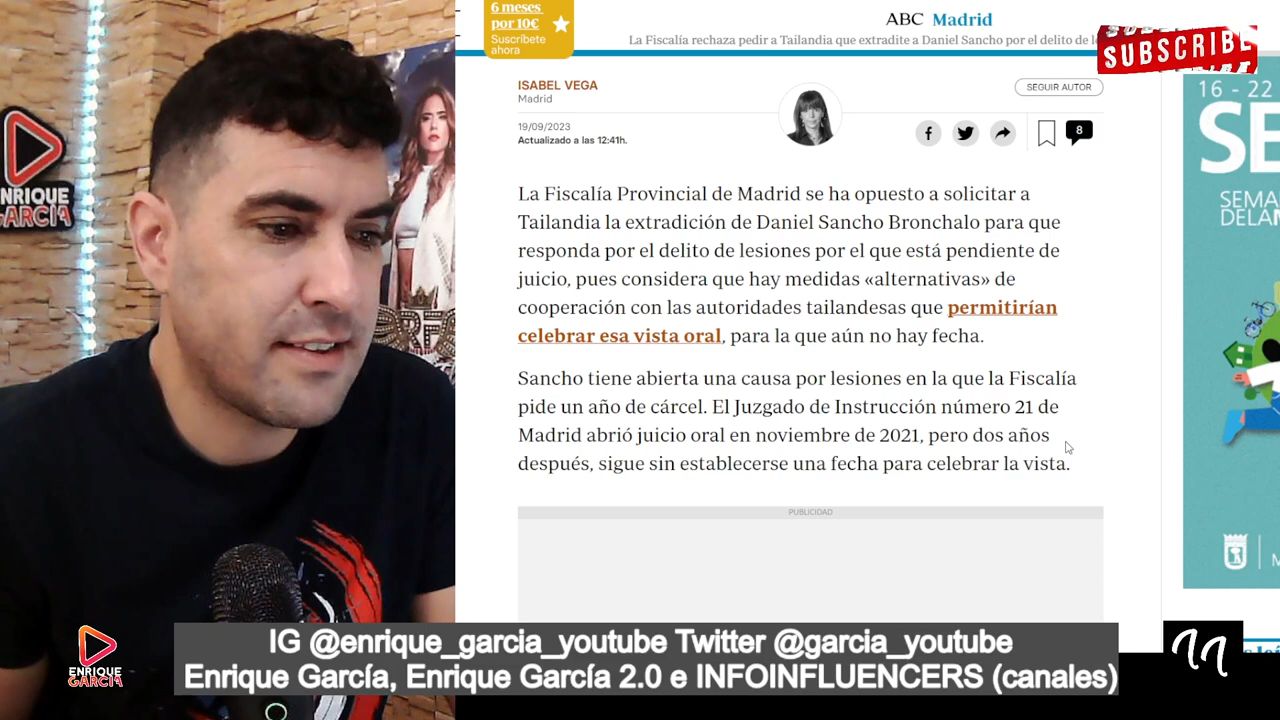 6 meses
por 10€
Suscríbete
ahora
ABC Madrid
La Fiscalía rechaza pedir a Tailandia que extradite a Daniel Sancho por el delito de
SUBSCRIBE
ISABEL VEGA
Madrid
SEGUIR AUTOR
19/09/2023
Actualizado a las 12:41h.
8
16 - 22
SE
La Fiscalía Provincial de Madrid se ha opuesto a solicitar a
Tailandia la extradición de Daniel Sancho Bronchalo para que
responda por el delito de lesiones por el que está pendiente de
juicio, pues considera que hay medidas «alternativas» de
cooperación con las autoridades tailandesas que permitirían
celebrar esa vista oral, para la que aún no hay fecha.
Sancho tiene abierta una causa por lesiones en la que la Fiscalía
pide un año de cárcel. El Juzgado de Instrucción número 21 de
Madrid abrió juicio oral en noviembre de 2021, pero dos años
después, sigue sin establecerse una fecha para celebrar la vista.
PUBLICIDAD
SEMA
DELA
ENRIQUE
GARCÍA
IG @enrique_garcia_youtube Twitter @garcia_youtube
Enrique García, Enrique García 2.0 e INFOINFLUENCERS (canales)
ENRIQUE
GARCÍA